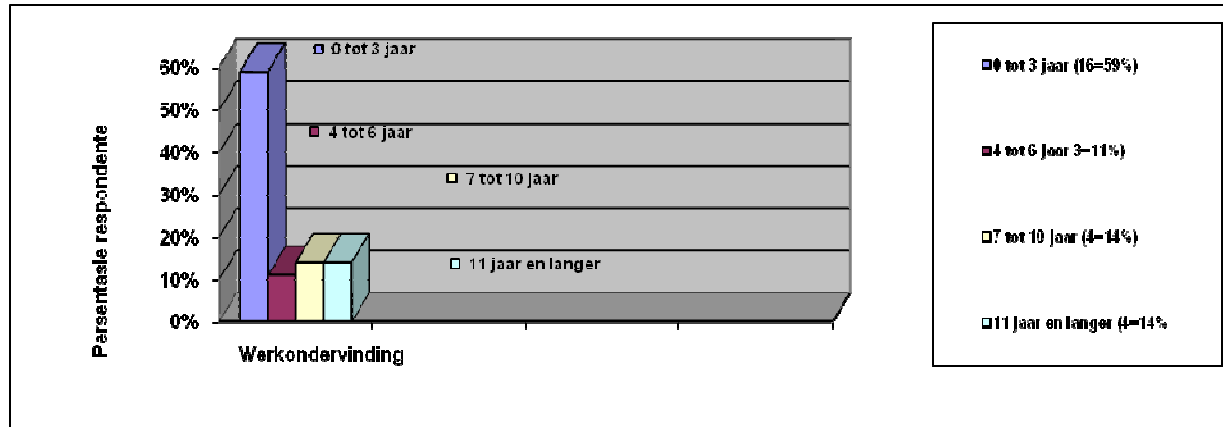 Persentasie respondente
60%
50%
40%
30%
20%
10%
0%
0 tot 3 jaar
4 tot 6 jaar
7 tot 10 jaar
11 jaar en langer
Werkondervinding
0 tot 3 jaar (16=59%)
4 tot 6 jaar 3=11%)
7 tot 10 jaar (4=14%)
11 jaar en langer (4=14%